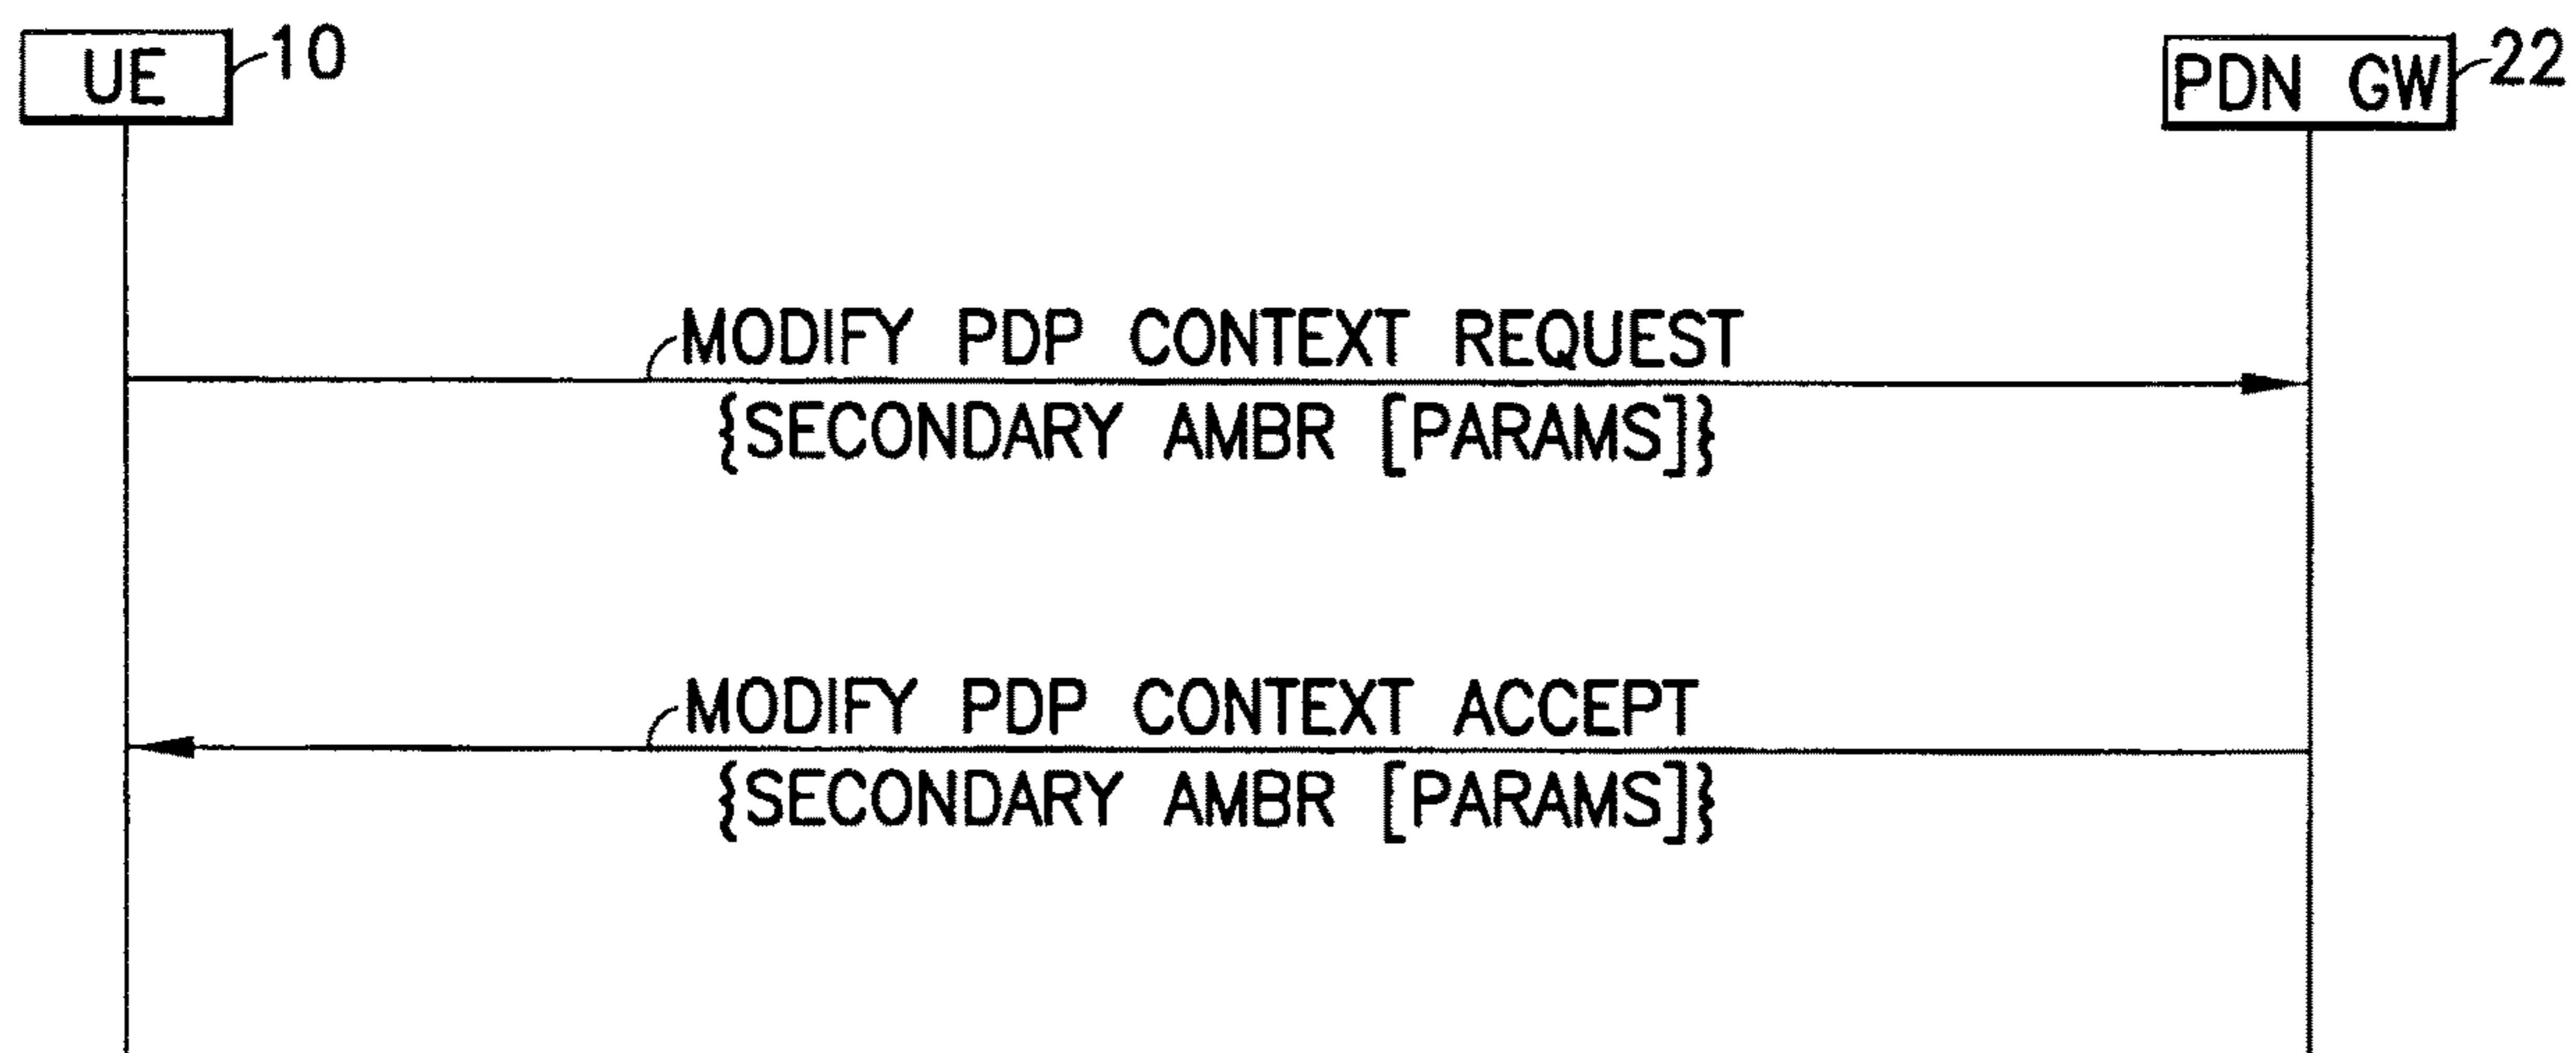 UE 10
PDN GW 22
MODIFY PDP CONTEXT REQUEST
{SECONDARY AMBR [PARAMS]}
MODIFY PDP CONTEXT ACCEPT
{SECONDARY AMBR [PARAMS]}